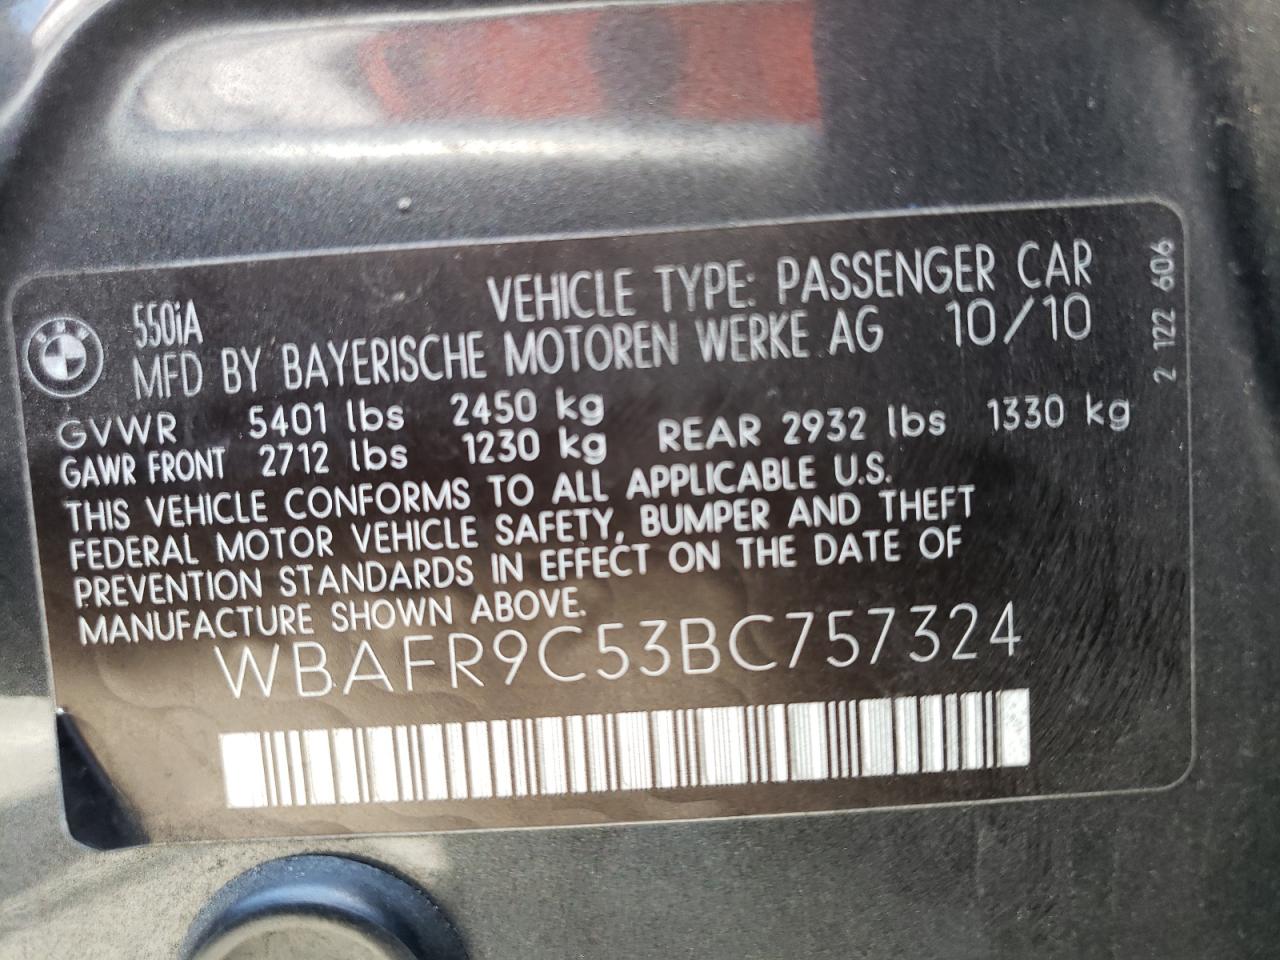 550iA
VEHICLE TYPE: PASSENGER CAR
MFD BY BAYERISCHE MOTOREN WERKE AG 10/10
GVWR 5401 lbs 2450 kg
GAWR FRONT 2712 lbs 1230 kg REAR 2932 lbs 1330 kg
THIS VEHICLE CONFORMS TO ALL APPLICABLE U.S.
FEDERAL MOTOR VEHICLE SAFETY, BUMPER AND THEFT
PREVENTION STANDARDS IN EFFECT ON THE DATE OF
MANUFACTURE SHOWN ABOVE.
WBAFR9C53BC757324
2 122 606